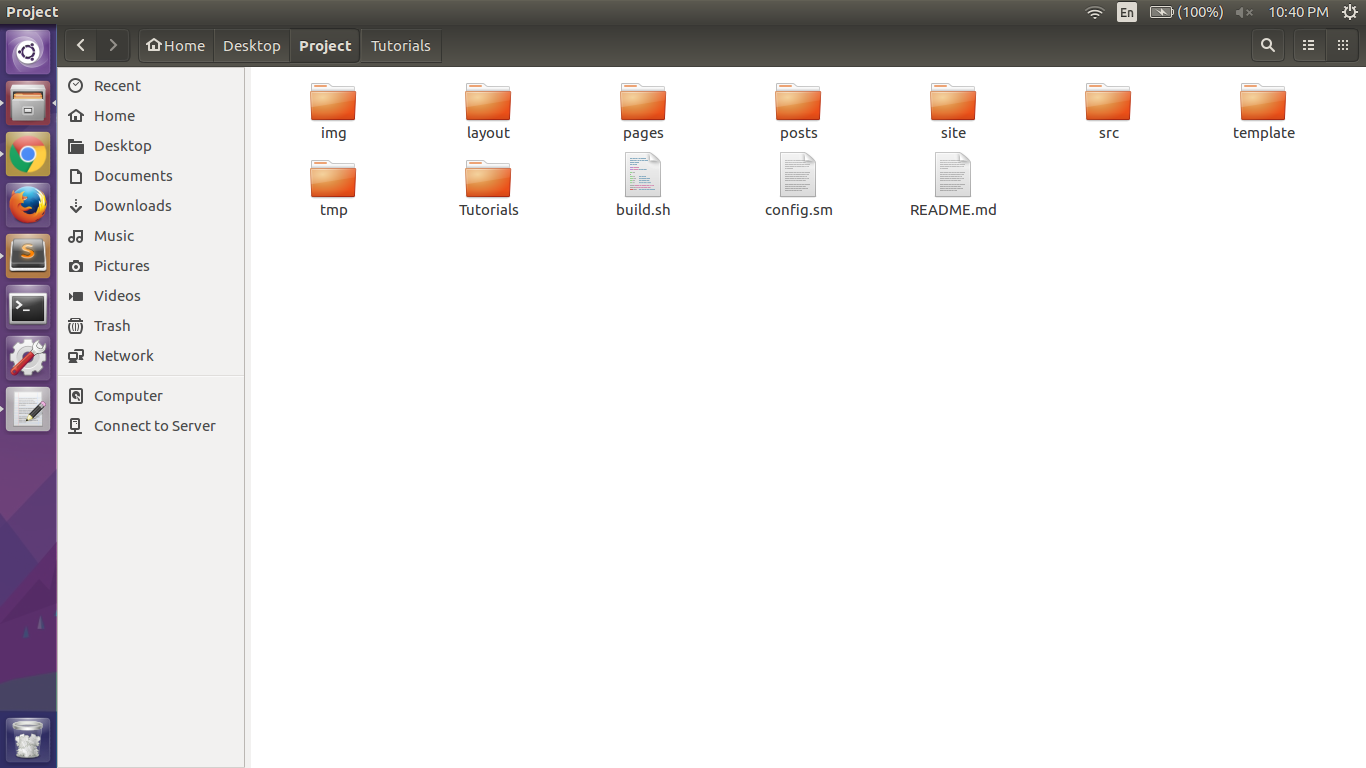 Project
En
(100%)
10:40 PM
Home
Desktop
Project
Tutorials
Recent
Home
Desktop
Documents
Downloads
Music
Pictures
Videos
Trash
Network
Computer
Connect to Server
img
layout
pages
posts
site
src
template
tmp
Tutorials
build.sh
config.sm
README.md